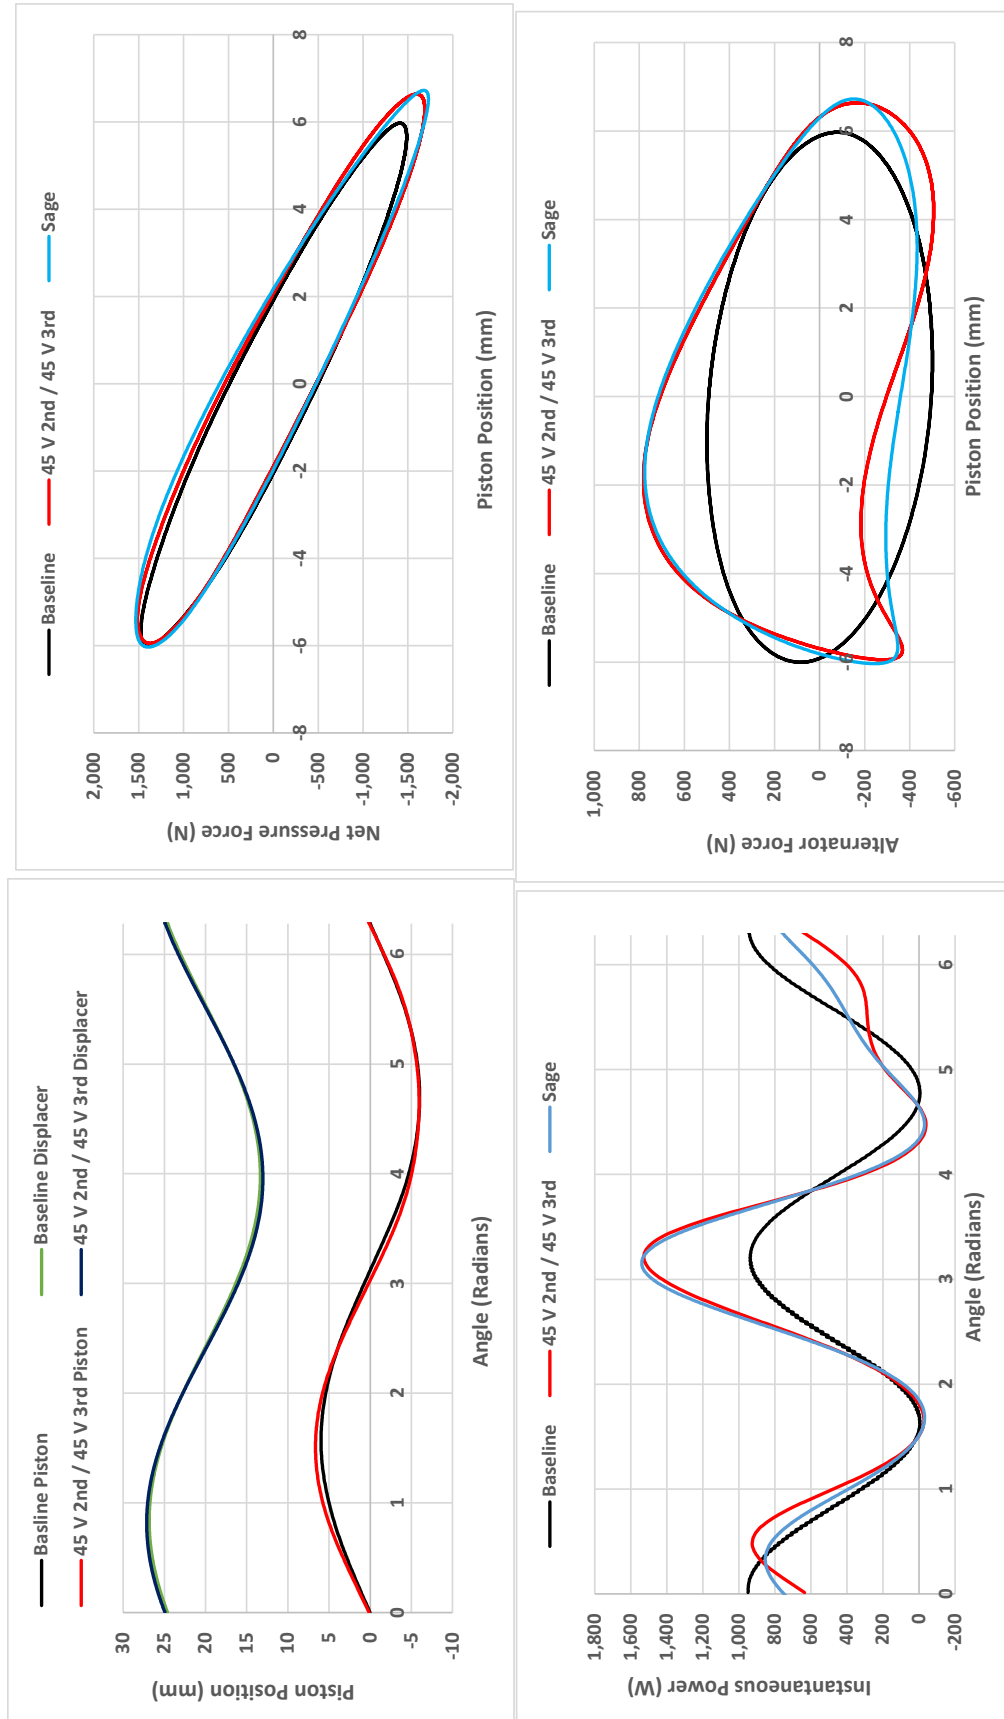 Basline Piston
Baseline Displacer
45 V 2nd / 45 V 3rd Piston
45 V 2nd / 45 V 3rd Displacer
Piston Position (mm)
30
25
20
15
10
5
0
-5
-10
0 1 2 3 4 5 6
Angle (Radians)
Baseline 45 V 2nd / 45 V 3rd Sage
Net Pressure Force (N)
2,000
1,500
1,000
500
0
-500
-1,000
-1,500
-2,000
-8 -6 -4 -2 0 2 4 6 8
Piston Position (mm)
Baseline 45 V 2nd / 45 V 3rd Sage
Instantaneous Power (W)
1,800
1,600
1,400
1,200
1,000
800
600
400
200
0
-200
0 1 2 3 4 5 6
Angle (Radians)
Baseline 45 V 2nd / 45 V 3rd Sage
Alternator Force (N)
1,000
800
600
400
200
0
-200
-400
-600
-8 -6 -4 -2 0 2 4 6 8
Piston Position (mm)